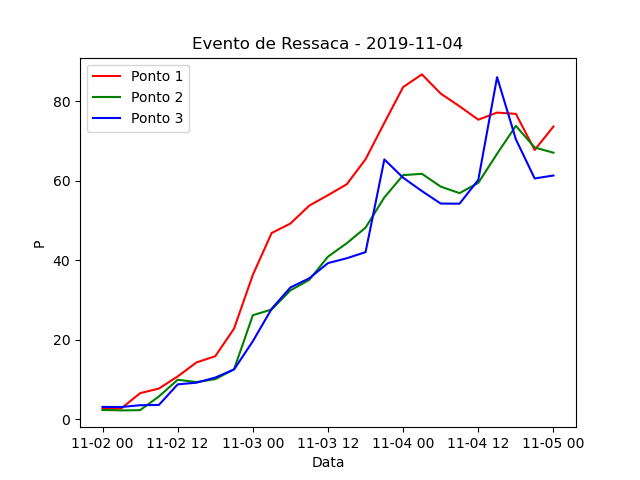 Evento de Ressaca - 2019-11-04
Ponto 1
Ponto 2
Ponto 3
P
80
60
40
20
0
11-02 00 11-02 12 11-03 00 11-03 12 11-04 00 11-04 12 11-05 00
Data